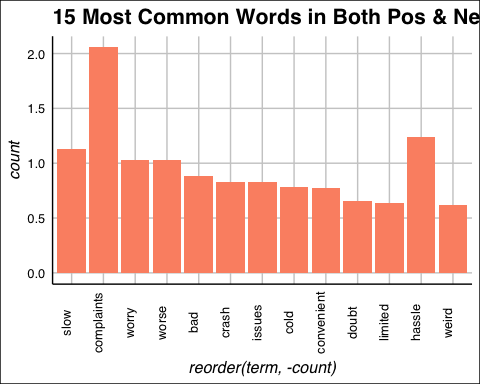 15 Most Common Words in Both Pos & Ne
count
2.0
1.5
1.0
0.5
0.0
slow
complaints
worry
worse
bad
crash
issues
cold
convenient
doubt
limited
hassle
weird
reorder(term, -count)